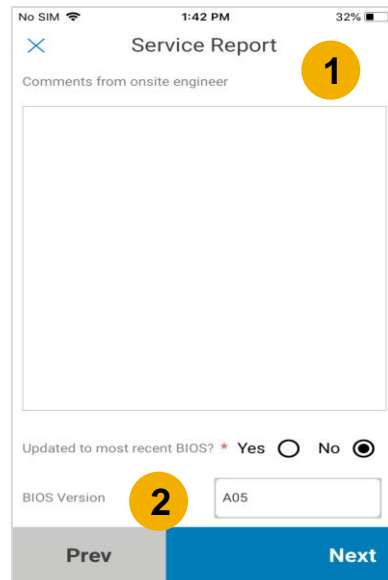 No SIM 1:42 PM 32%
Service Report
1
Comments from onsite engineer
Updated to most recent BIOS? * Yes No
BIOS Version 2 A05
Prev Next